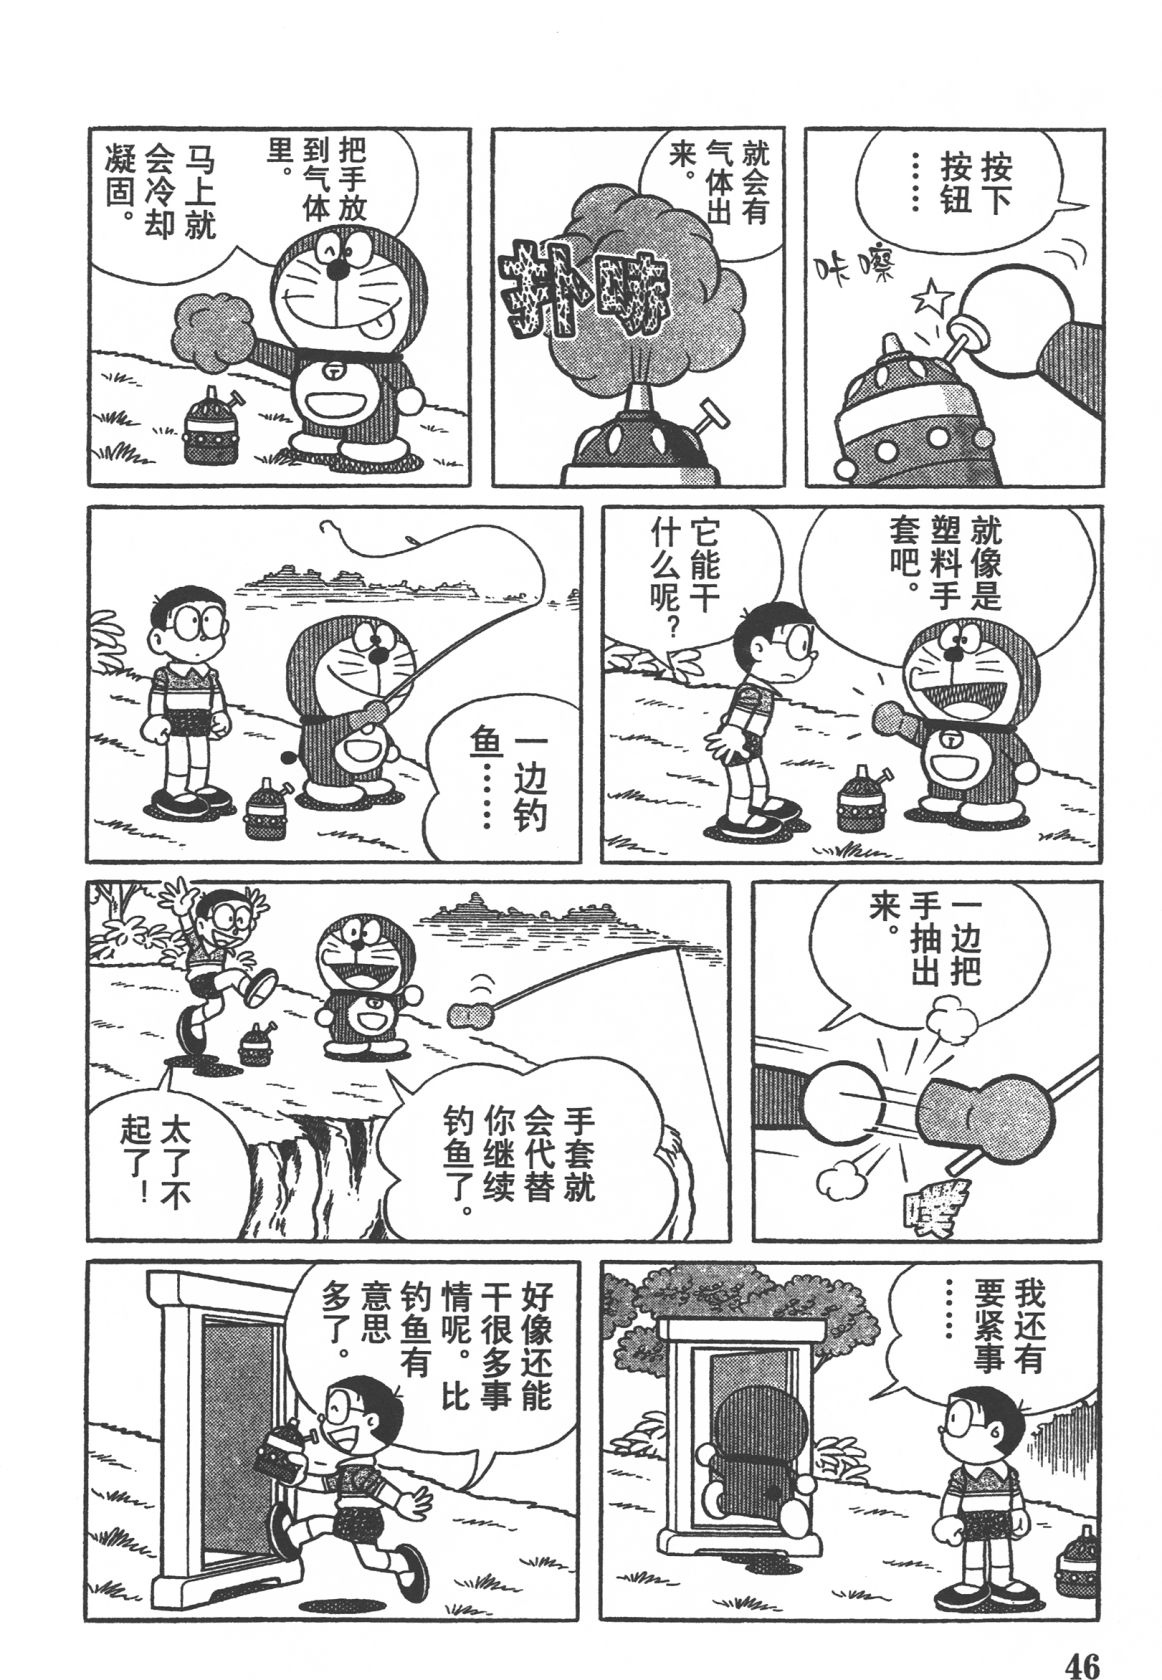 按下
按钮
……
咔嚓
就会有
气体出
来。
扑哧
把手放
到气体
里。
马上就
会冷却
凝固。
就像是
塑料手
套吧。
它能干
什么呢？
一边钓
鱼……
一边把
手抽出
来。
噗
手套就
会代替
你继续
钓鱼了。
太了不
起了！
我还有
要紧事
……
好像还能
干很多事
情呢。比
钓鱼有
意思
多了。
46